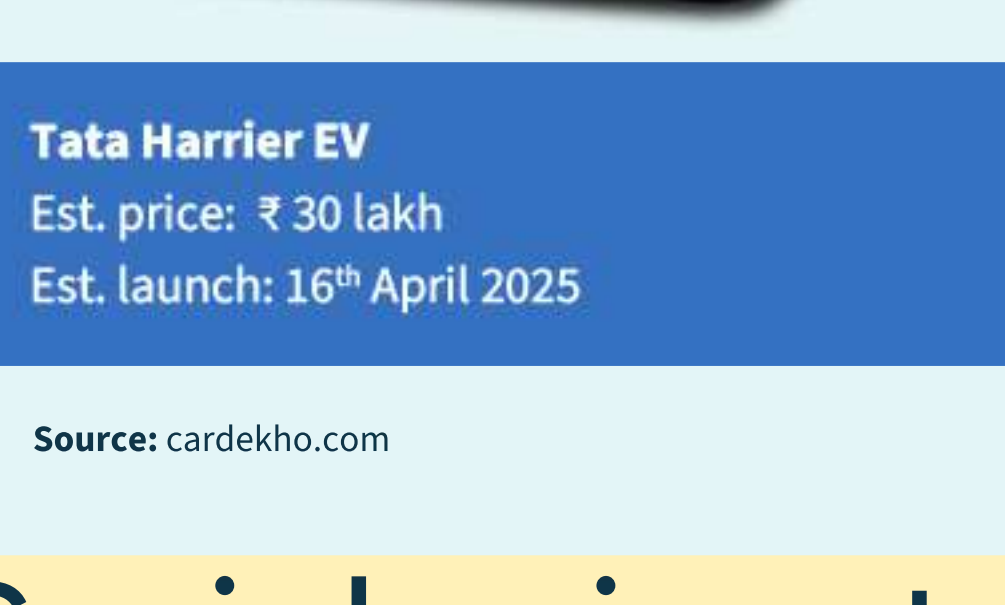 Tata Harrier EV
Est. price: ₹ 30 lakh
Est. launch: 16th April 2025
Source: cardekho.com